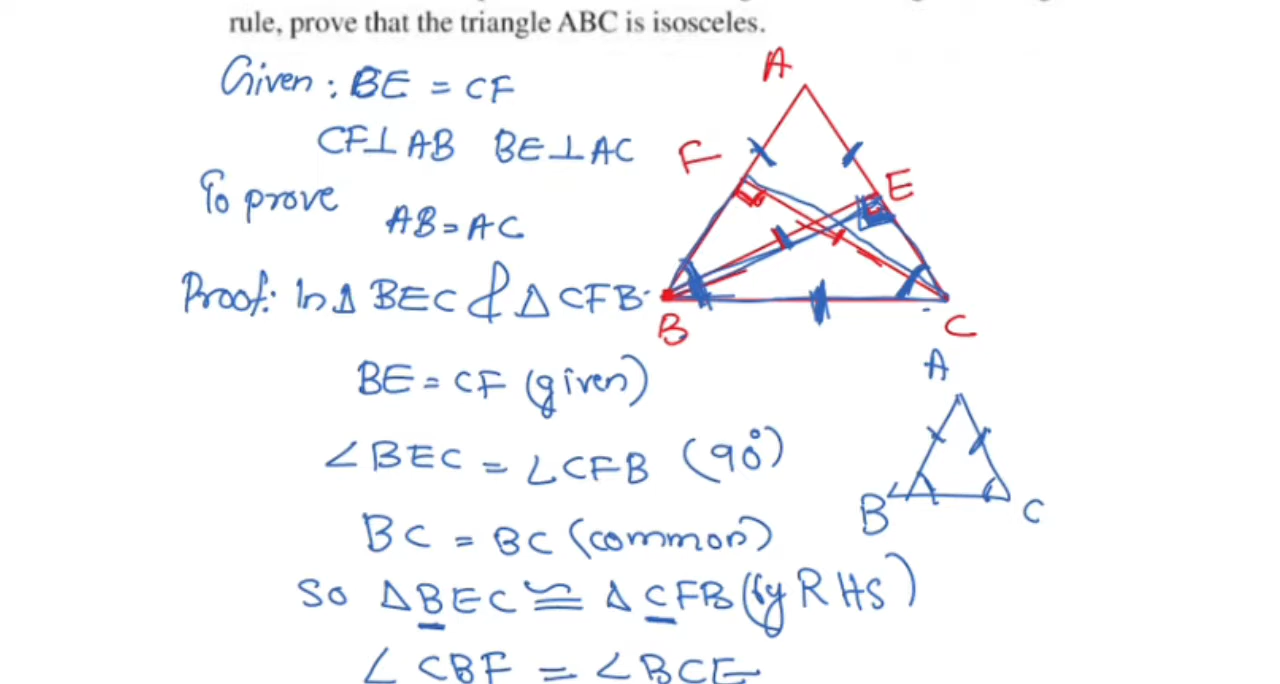 rule, prove that the triangle ABC is isosceles.
Given : BE = CF
CF⊥AB BE⊥AC
To prove
AB=AC
Proof: In Δ BEC & Δ CFB.
BE = CF (given)
∠BEC = ∠CFB (90°)
BC = BC (common)
So ΔBEC ≅ ΔCFB (by RHS)
∠CBF = ∠BCE
A
F
E
B
C
A
B
C